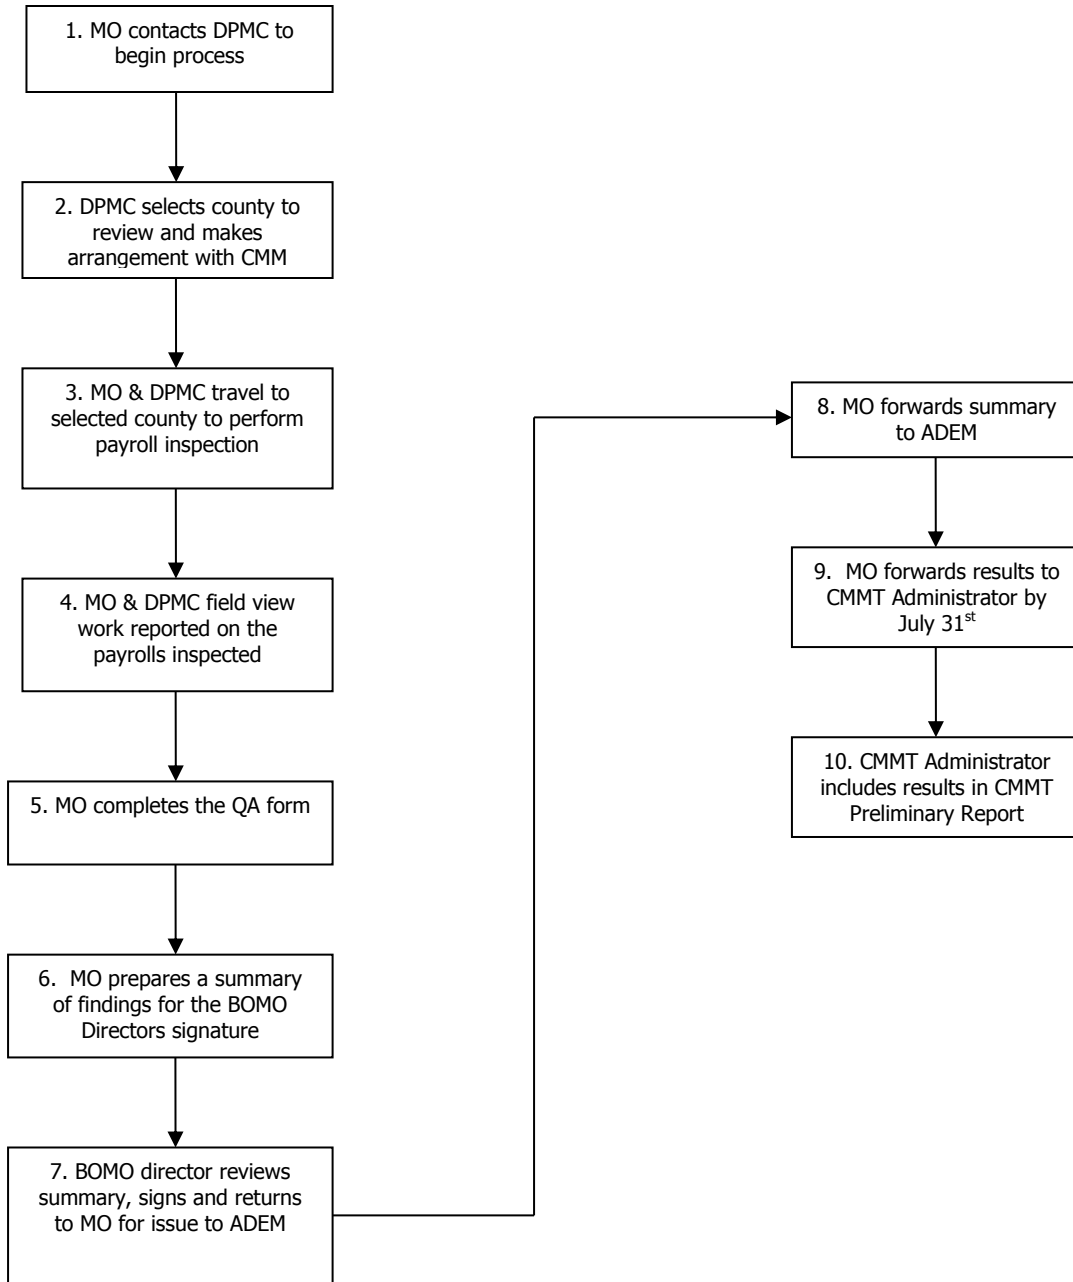 1. MO contacts DPMC to
begin process
2. DPMC selects county to
review and makes
arrangement with CMM
3. MO & DPMC travel to
selected county to perform
payroll inspection
4. MO & DPMC field view
work reported on the
payrolls inspected
5. MO completes the QA form
6. MO prepares a summary
of findings for the BOMO
Directors signature
7. BOMO director reviews
summary, signs and returns
to MO for issue to ADEM
8. MO forwards summary
to ADEM
9. MO forwards results to
CMMT Administrator by
July 31st
10. CMMT Administrator
includes results in CMMT
Preliminary Report